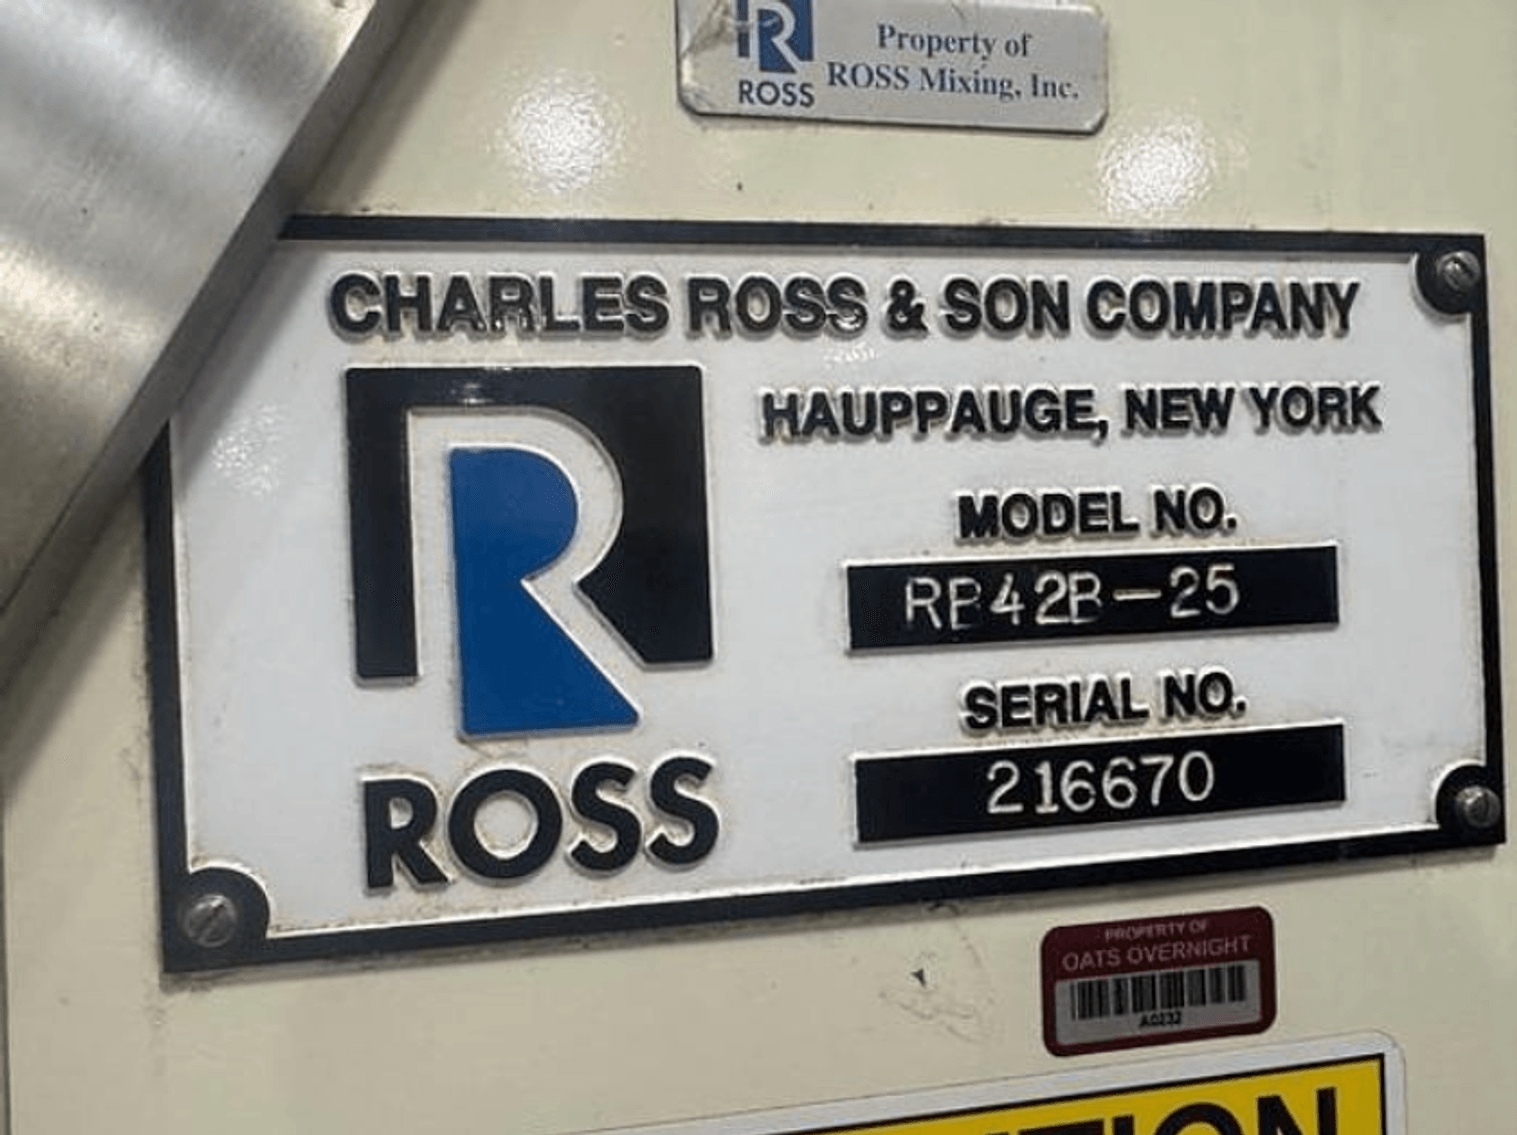 Property of
ROSS Mixing, Inc.
ROSS
CHARLES ROSS & SON COMPANY
HAUPPAUGE, NEW YORK
MODEL NO.
RB42B-25
SERIAL NO.
216670
ROSS
PROPERTY OF
OATS OVERNIGHT
A0232